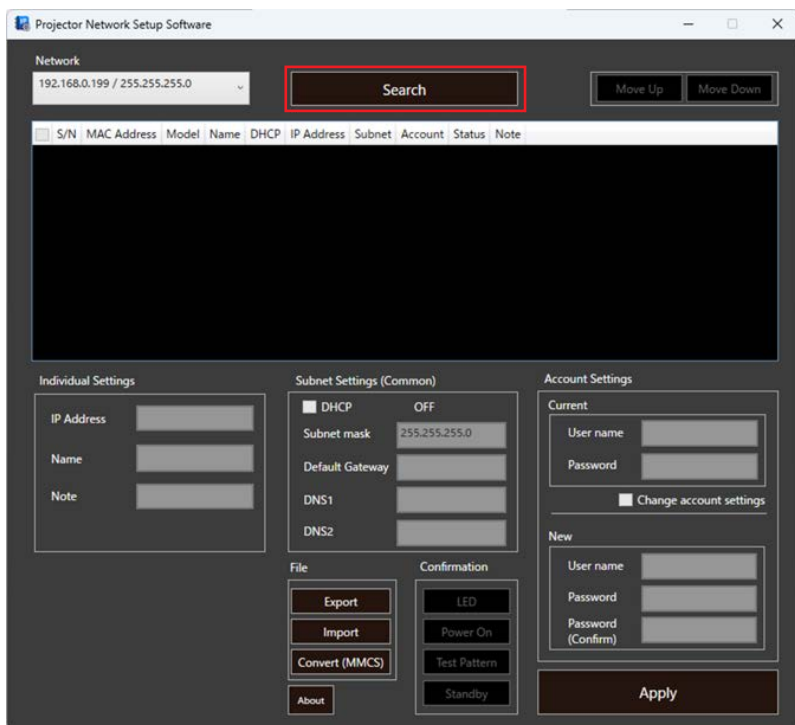 Projector Network Setup Software
Network
192.168.0.199 / 255.255.255.0
Search
Move Up
Move Down
S/N MAC Address Model Name DHCP IP Address Subnet Account Status Note
Individual Settings
IP Address
Name
Note
Subnet Settings (Common)
DHCP OFF
Subnet mask 255.255.255.0
Default Gateway
DNS1
DNS2
Account Settings
Current
User name
Password
Change account settings
New
User name
Password
Password
(Confirm)
File
Export
Import
Convert (MMCS)
About
Confirmation
LED
Power On
Test Pattern
Standby
Apply